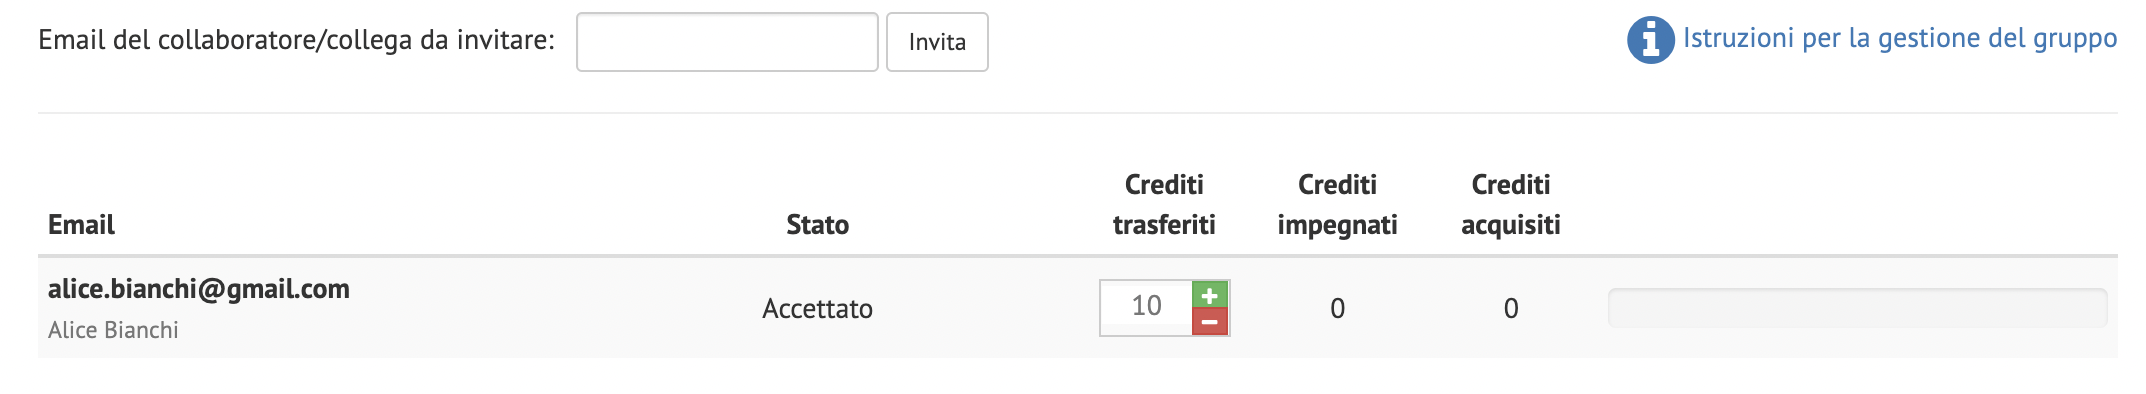 Email del collaboratore/collega da invitare: Invita Istruzioni per la gestione del gruppo
Email Stato Crediti trasferiti Crediti impegnati Crediti acquisiti
alice.bianchi@gmail.com
Alice Bianchi
Accettato 10 0 0